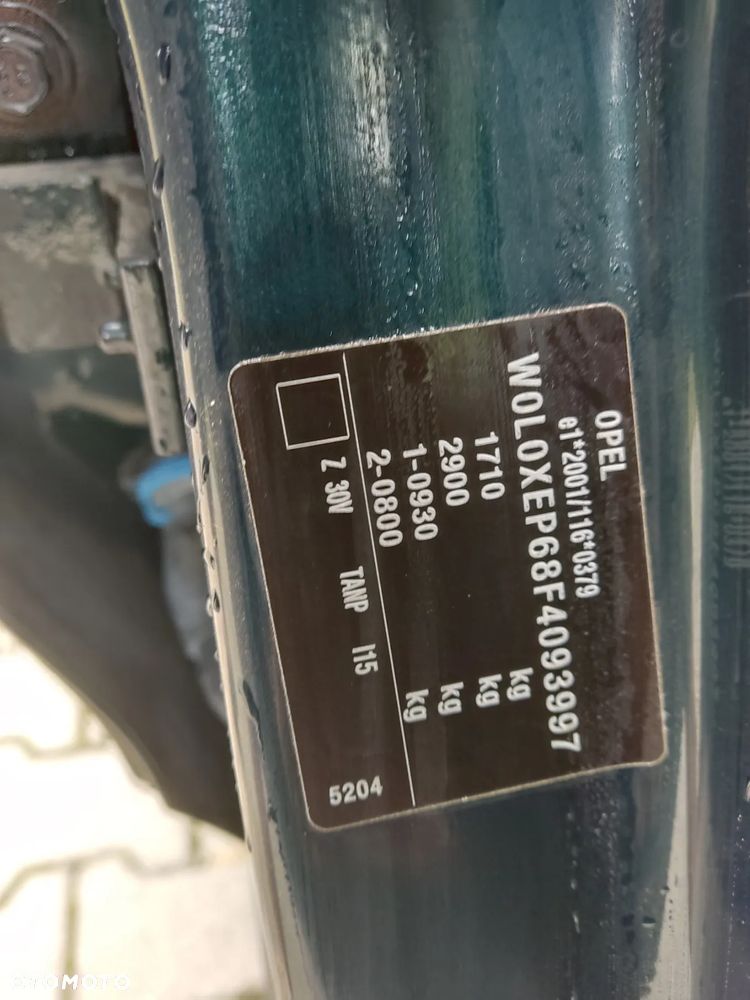 OPEL
e1*2001/116*0379
W0L0XEP68F4093997
1710 kg
2900 kg
1-0930 kg
2-0800 kg
Z 30V TANP I15 5204
OTOMOTO